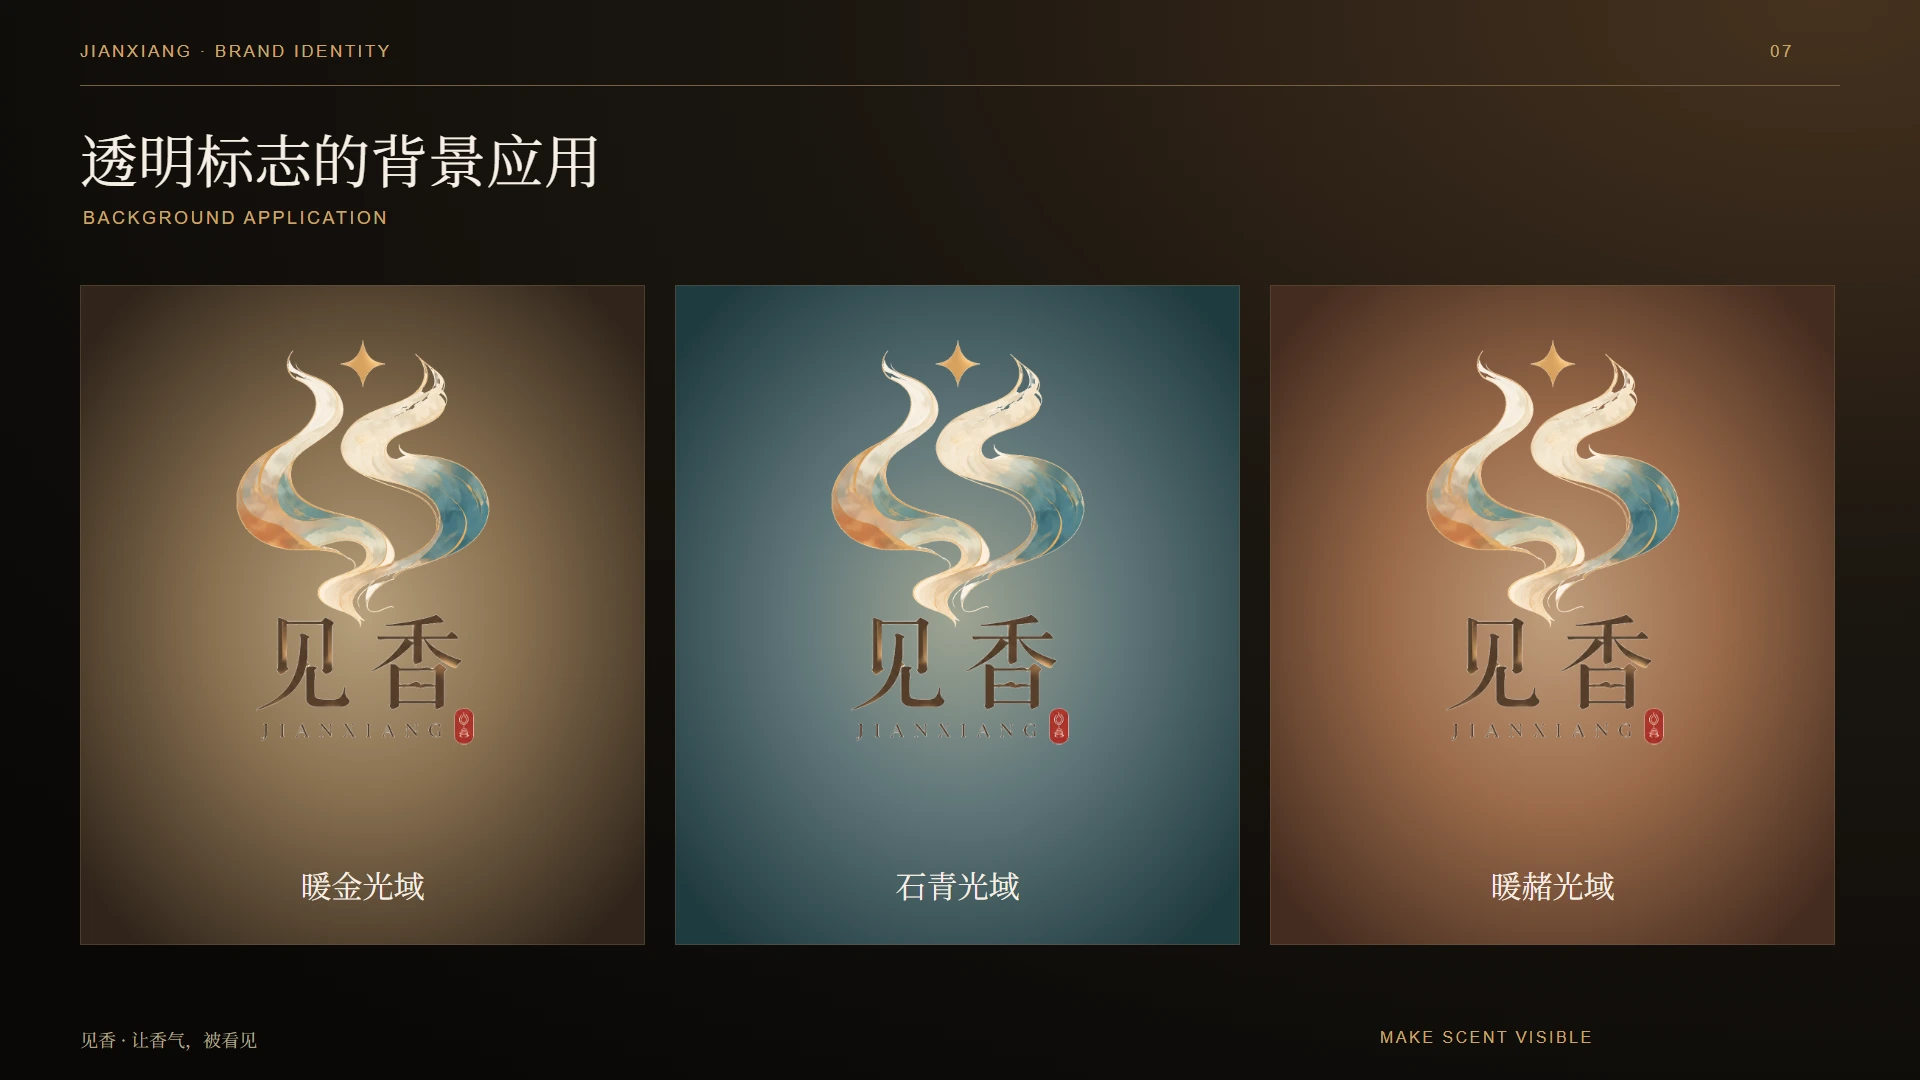 JIANXIANG · BRAND IDENTITY
07
透明标志的背景应用
BACKGROUND APPLICATION
见香
JIANXIANG
暖金光域
见香
JIANXIANG
石青光域
见香
JIANXIANG
暖赭光域
见香 · 让香气，被看见
MAKE SCENT VISIBLE